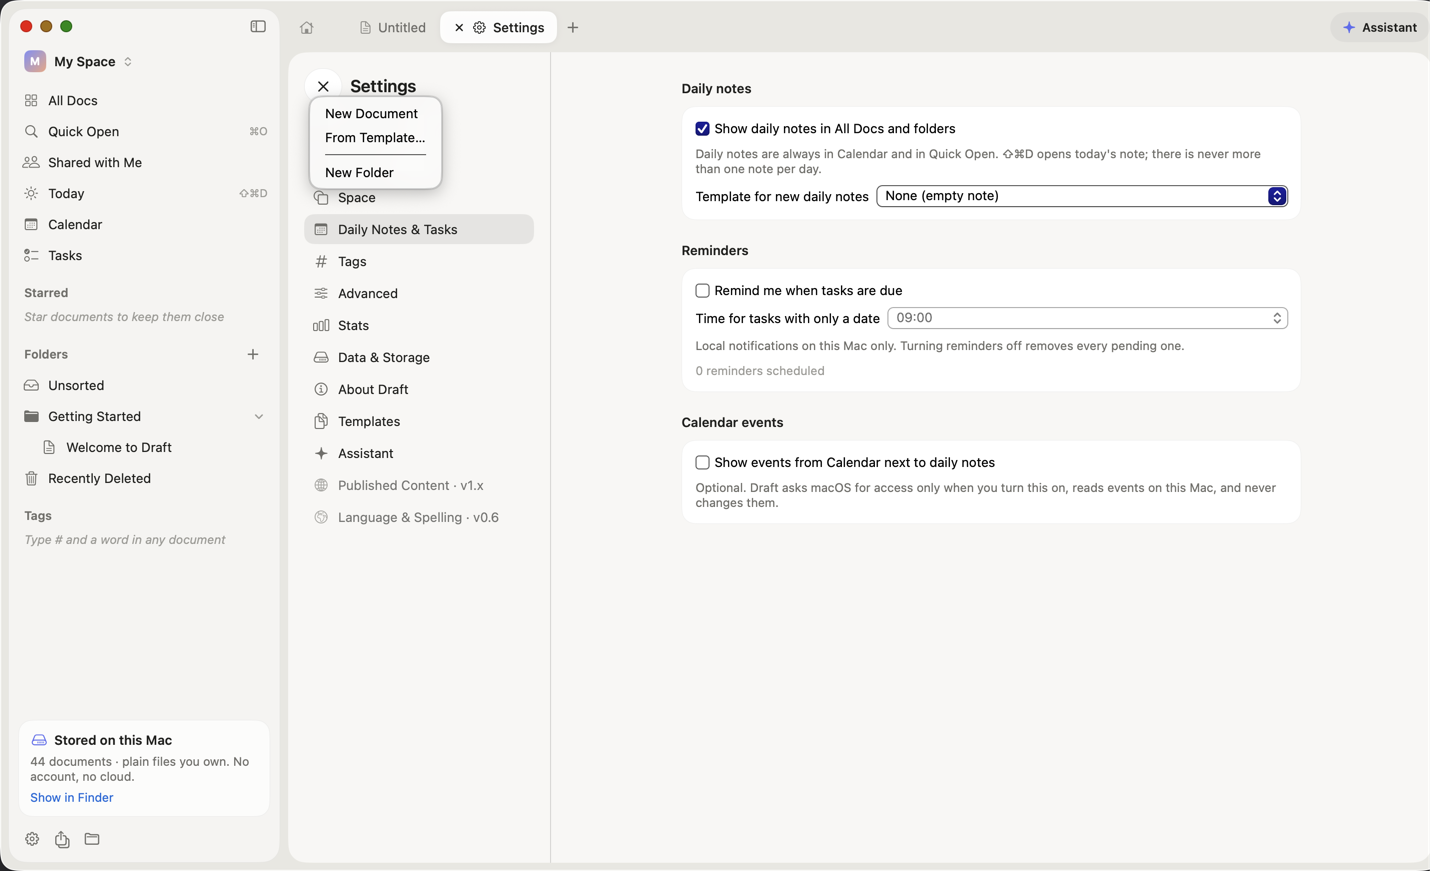 Untitled
Settings
Assistant
M My Space
All Docs
Quick Open ⌘O
Shared with Me
Today ⇧⌘D
Calendar
Tasks
Starred
Star documents to keep them close
Folders
Unsorted
Getting Started
Welcome to Draft
Recently Deleted
Tags
Type # and a word in any document
Stored on this Mac
44 documents · plain files you own. No
account, no cloud.
Show in Finder
Settings
New Document
From Template...
New Folder
Space
Daily Notes & Tasks
Tags
Advanced
Stats
Data & Storage
About Draft
Templates
Assistant
Published Content · v1.x
Language & Spelling · v0.6
Daily notes
Show daily notes in All Docs and folders
Daily notes are always in Calendar and in Quick Open. ⇧⌘D opens today's note; there is never more
than one note per day.
Template for new daily notes None (empty note)
Reminders
Remind me when tasks are due
Time for tasks with only a date 09:00
Local notifications on this Mac only. Turning reminders off removes every pending one.
0 reminders scheduled
Calendar events
Show events from Calendar next to daily notes
Optional. Draft asks macOS for access only when you turn this on, reads events on this Mac, and never
changes them.